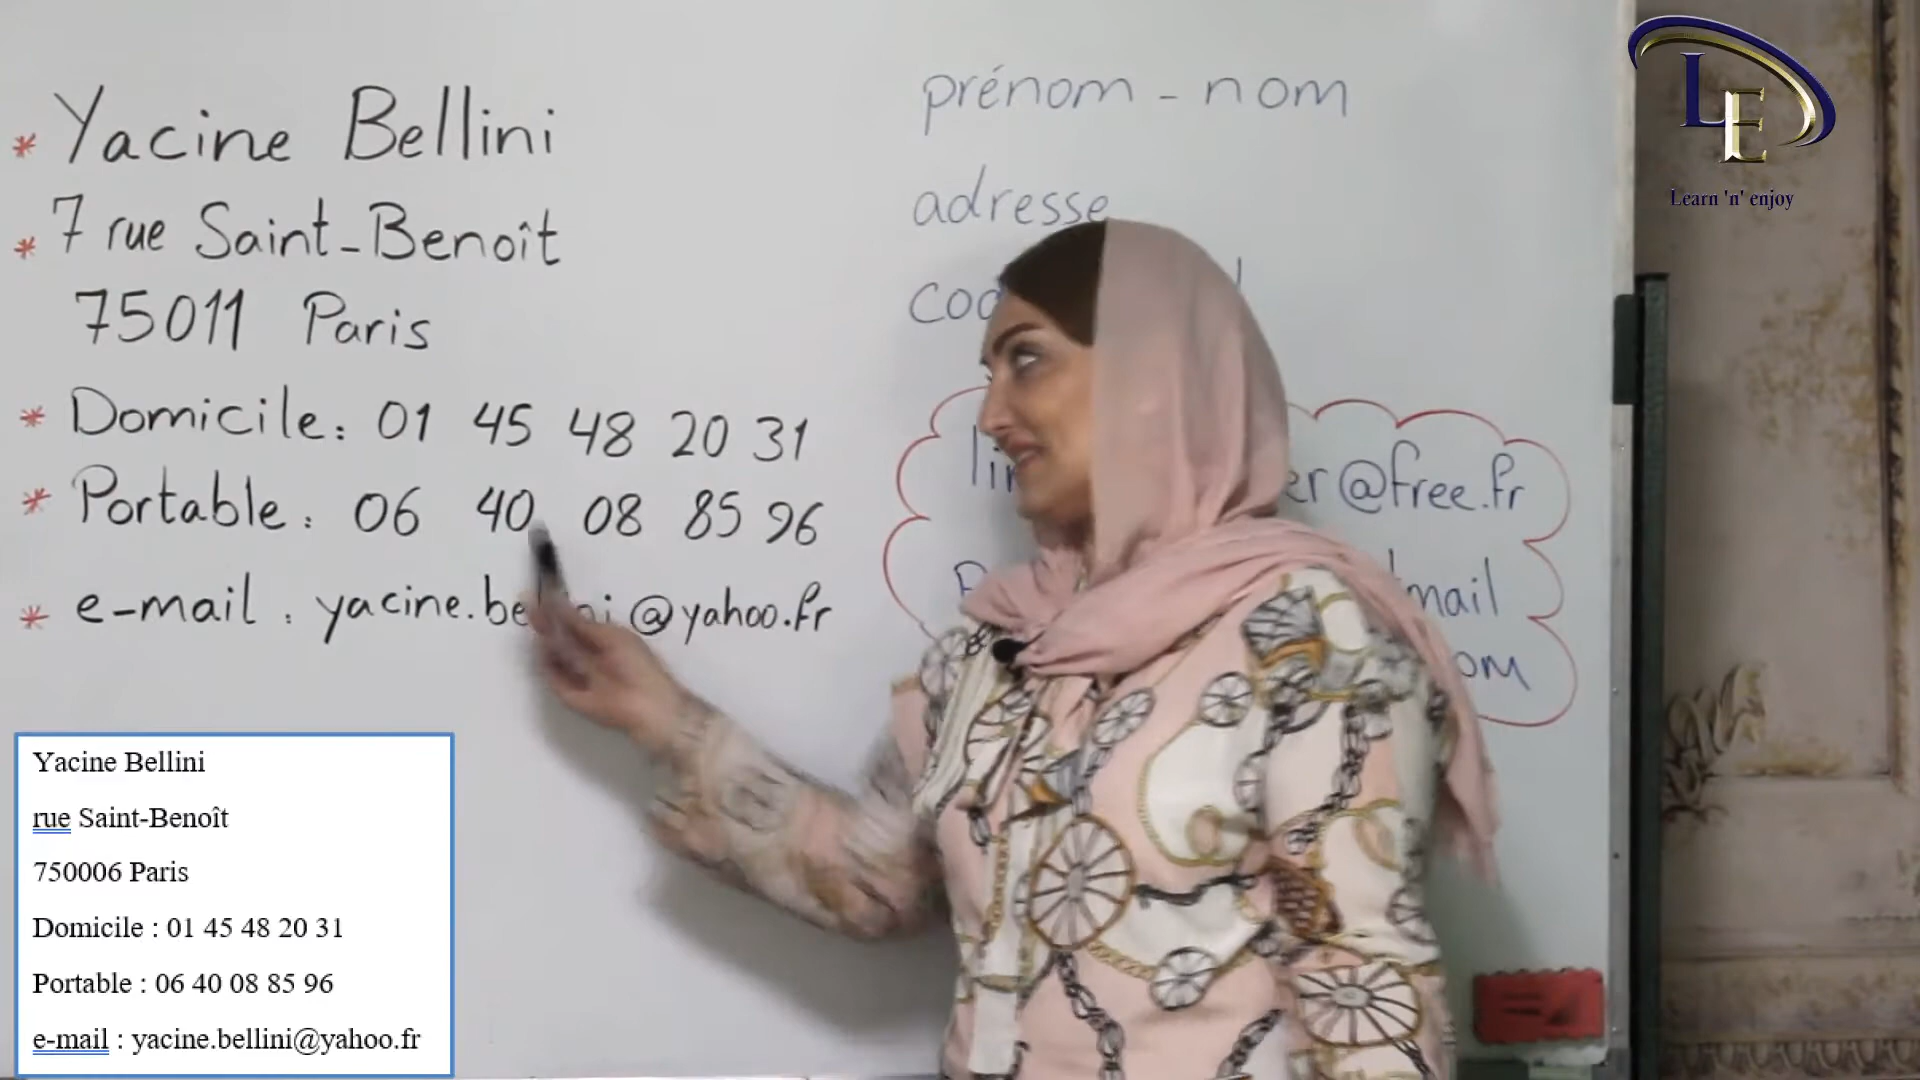 * Yacine Bellini
* 7 rue Saint-Benoît
75011 Paris
* Domicile : 01 45 48 20 31
* Portable : 06 40 08 85 96
* e-mail : yacine.bellini@yahoo.fr
prénom - nom
adresse
er@free.fr
mail
om
LE
Learn 'n' enjoy
Yacine Bellini
rue Saint-Benoît
750006 Paris
Domicile : 01 45 48 20 31
Portable : 06 40 08 85 96
e-mail : yacine.bellini@yahoo.fr